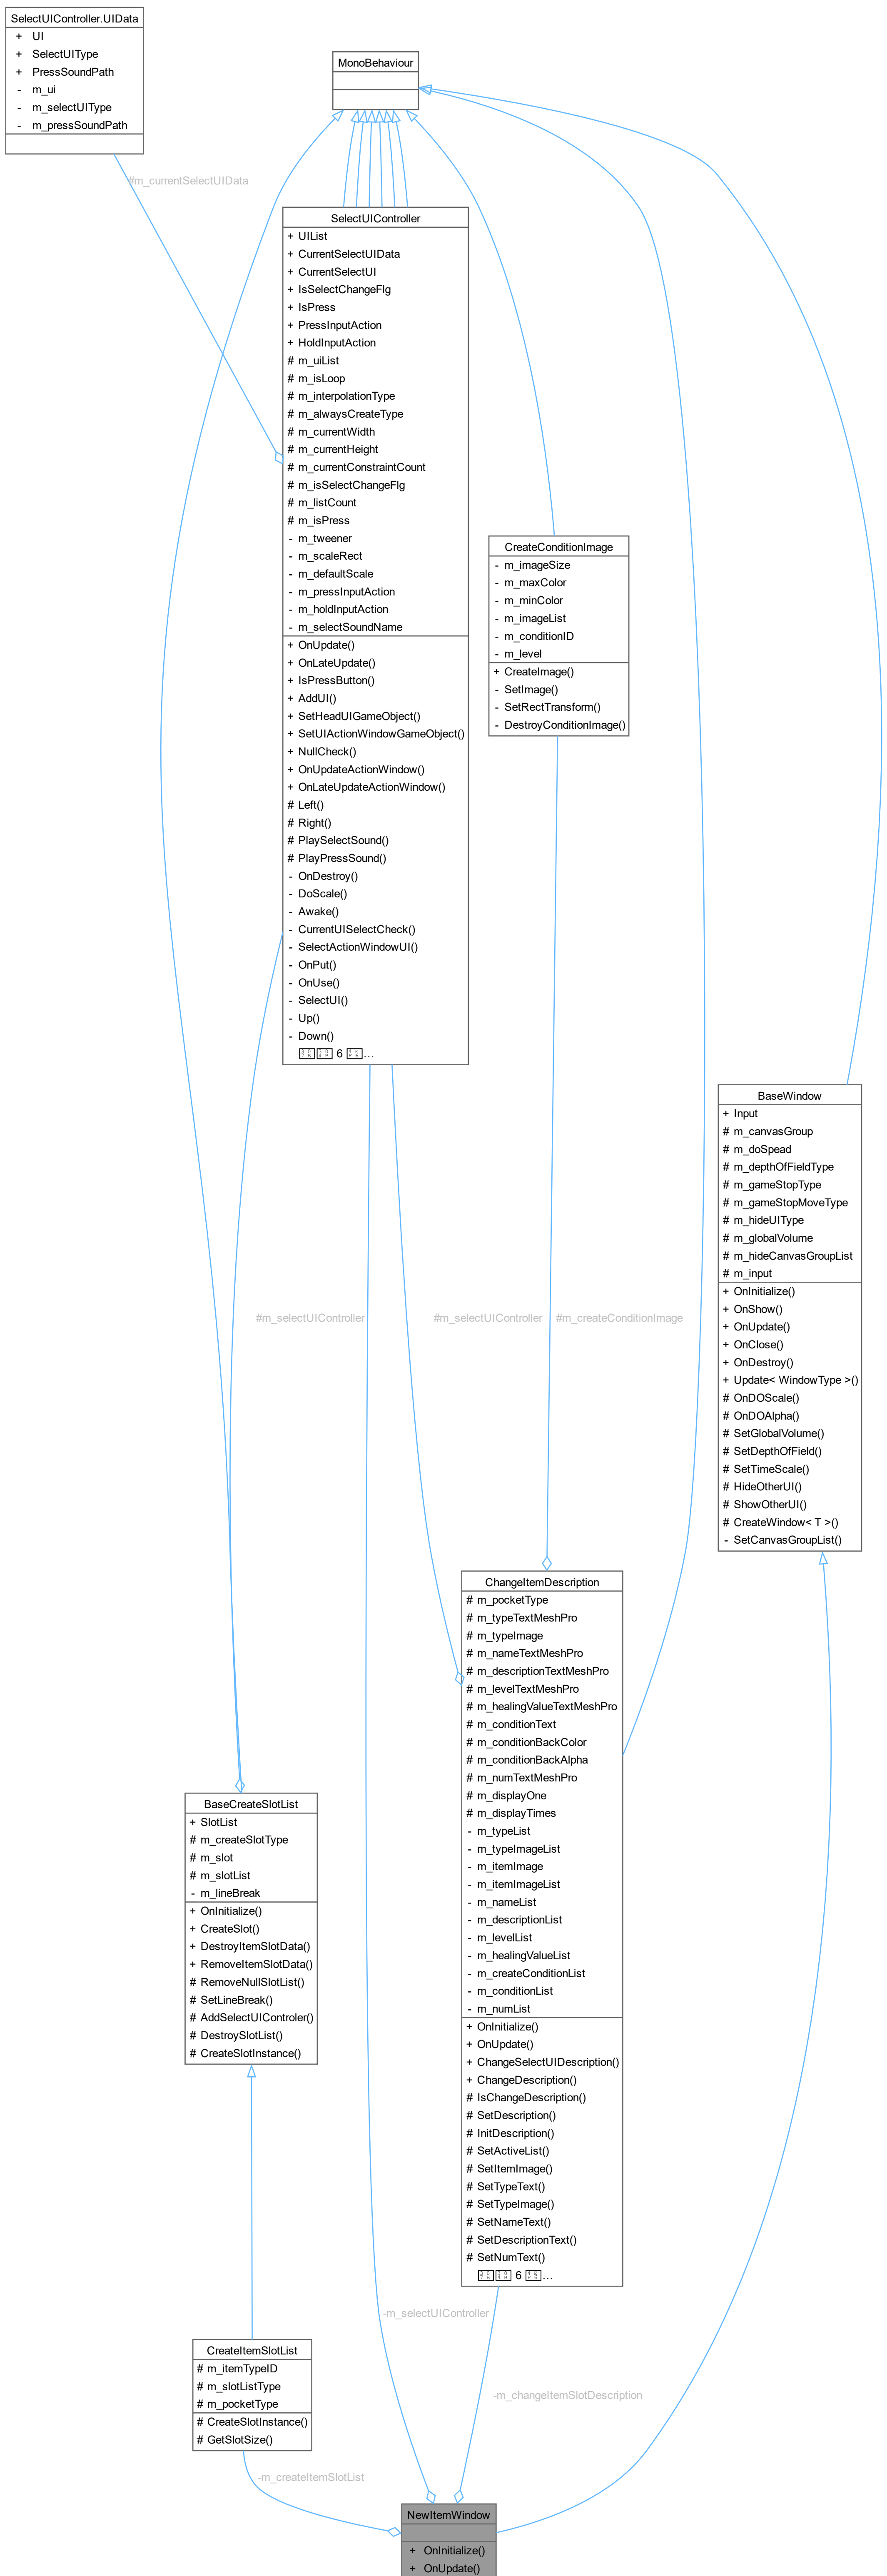 SelectUIController.UIData
+ UI
+ SelectUIType
+ PressSoundPath
- m_ui
- m_selectUIType
- m_pressSoundPath
MonoBehaviour
#m_currentSelectUIData
SelectUIController
+ UIList
+ CurrentSelectUIData
+ CurrentSelectUI
+ IsSelectChangeFlg
+ IsPress
+ PressInputAction
+ HoldInputAction
# m_uiList
# m_isLoop
# m_interpolationType
# m_alwaysCreateType
# m_currentWidth
# m_currentHeight
# m_currentConstraintCount
# m_isSelectChangeFlg
# m_listCount
# m_isPress
- m_tweener
- m_scaleRect
- m_defaultScale
- m_pressInputAction
- m_holdInputAction
- m_selectSoundName
+ OnUpdate()
+ OnLateUpdate()
+ IsPressButton()
+ AddUI()
+ SetHeadUIGameObject()
+ SetUIActionWindowGameObject()
+ NullCheck()
+ OnUpdateActionWindow()
+ OnLateUpdateActionWindow()
# Left()
# Right()
# PlaySelectSound()
# PlayPressSound()
- OnDestroy()
- DoScale()
- Awake()
- CurrentUISelectCheck()
- SelectActionWindowUI()
- OnPut()
- OnUse()
- SelectUI()
- Up()
- Down()
6 ...
CreateConditionImage
- m_imageSize
- m_maxColor
- m_minColor
- m_imageList
- m_conditionID
- m_level
+ CreateImage()
- SetImage()
- SetRectTransform()
- DestroyConditionImage()
BaseWindow
+ Input
# m_canvasGroup
# m_doSpead
# m_depthOfFieldType
# m_gameStopType
# m_gameStopMoveType
# m_hideUIType
# m_globalVolume
# m_hideCanvasGroupList
# m_input
+ OnInitialize()
+ OnShow()
+ OnUpdate()
+ OnClose()
+ OnDestroy()
+ Update< WindowType >()
# OnDOScale()
# OnDOAlpha()
# SetGlobalVolume()
# SetDepthOfField()
# SetTimeScale()
# HideOtherUI()
# ShowOtherUI()
# CreateWindow< T >()
- SetCanvasGroupList()
#m_selectUIController
#m_selectUIController
#m_createConditionImage
ChangeItemDescription
# m_pocketType
# m_typeTextMeshPro
# m_typeImage
# m_nameTextMeshPro
# m_descriptionTextMeshPro
# m_levelTextMeshPro
# m_healingValueTextMeshPro
# m_conditionText
# m_conditionBackColor
# m_conditionBackAlpha
# m_numTextMeshPro
# m_displayOne
# m_displayTimes
- m_typeList
- m_typeImageList
- m_itemImage
- m_itemImageList
- m_nameList
- m_descriptionList
- m_levelList
- m_healingValueList
- m_createConditionList
- m_conditionList
- m_numList
+ OnInitialize()
+ OnUpdate()
+ ChangeSelectUIDescription()
+ ChangeDescription()
# IsChangeDescription()
# SetDescription()
# InitDescription()
# SetActiveList()
# SetItemImage()
# SetTypeText()
# SetTypeImage()
# SetNameText()
# SetDescriptionText()
# SetNumText()
6 ...
BaseCreateSlotList
+ SlotList
# m_createSlotType
# m_slot
# m_slotList
- m_lineBreak
+ OnInitialize()
+ CreateSlot()
+ DestroyItemSlotData()
+ RemoveItemSlotData()
# RemoveNullSlotList()
# SetLineBreak()
# AddSelectUIControler()
# DestroySlotList()
# CreateSlotInstance()
-m_selectUIController
CreateItemSlotList
# m_itemTypeID
# m_slotListType
# m_pocketType
# CreateSlotInstance()
# GetSlotSize()
-m_changeItemSlotDescription
-m_createItemSlotList
NewItemWindow
+ OnInitialize()
+ OnUpdate()